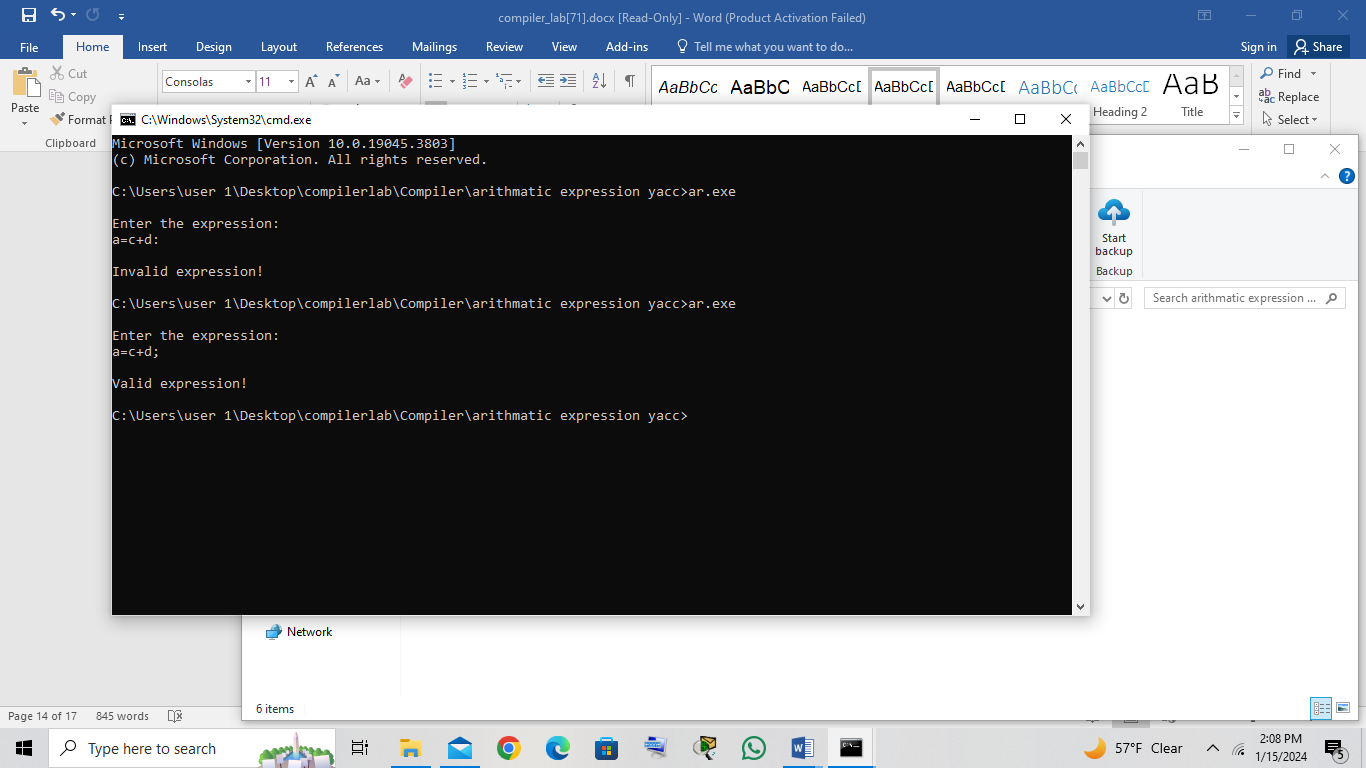 compiler_lab[71].docx [Read-Only] - Word (Product Activation Failed)
File Home Insert Design Layout References Mailings Review View Add-ins Tell me what you want to do... Sign in Share
Paste
Cut
Copy
Format
Clipboard
Consolas 11
Aa
AaBbCc AaBbC AaBbCcD AaBbCcD AaBbCcD AaBbCc AaBbCcD AaB
Heading 2 Title
Find
Replace
Select
C:\Windows\System32\cmd.exe
Microsoft Windows [Version 10.0.19045.3803]
(c) Microsoft Corporation. All rights reserved.
C:\Users\user 1\Desktop\compilerlab\Compiler\arithmatic expression yacc>ar.exe
Enter the expression:
a=c+d:
Invalid expression!
C:\Users\user 1\Desktop\compilerlab\Compiler\arithmatic expression yacc>ar.exe
Enter the expression:
a=c+d;
Valid expression!
C:\Users\user 1\Desktop\compilerlab\Compiler\arithmatic expression yacc>
Start
backup
Backup
Search arithmatic expression ...
Network
6 items
Page 14 of 17 845 words
Type here to search
57°F Clear
2:08 PM
1/15/2024
5